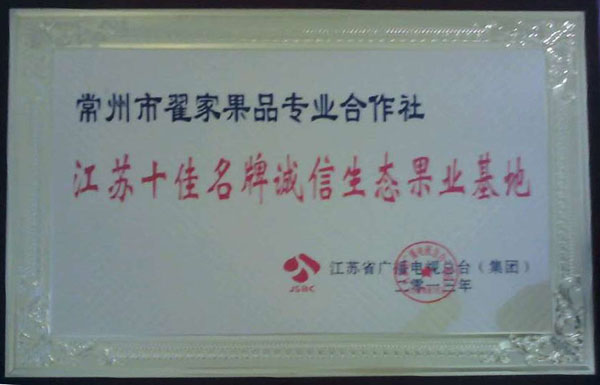 常州市翟家果品专业合作社
江苏十佳名牌诚信生态果业基地
JSBC
江苏省广播电视总台（集团）
二零一三年